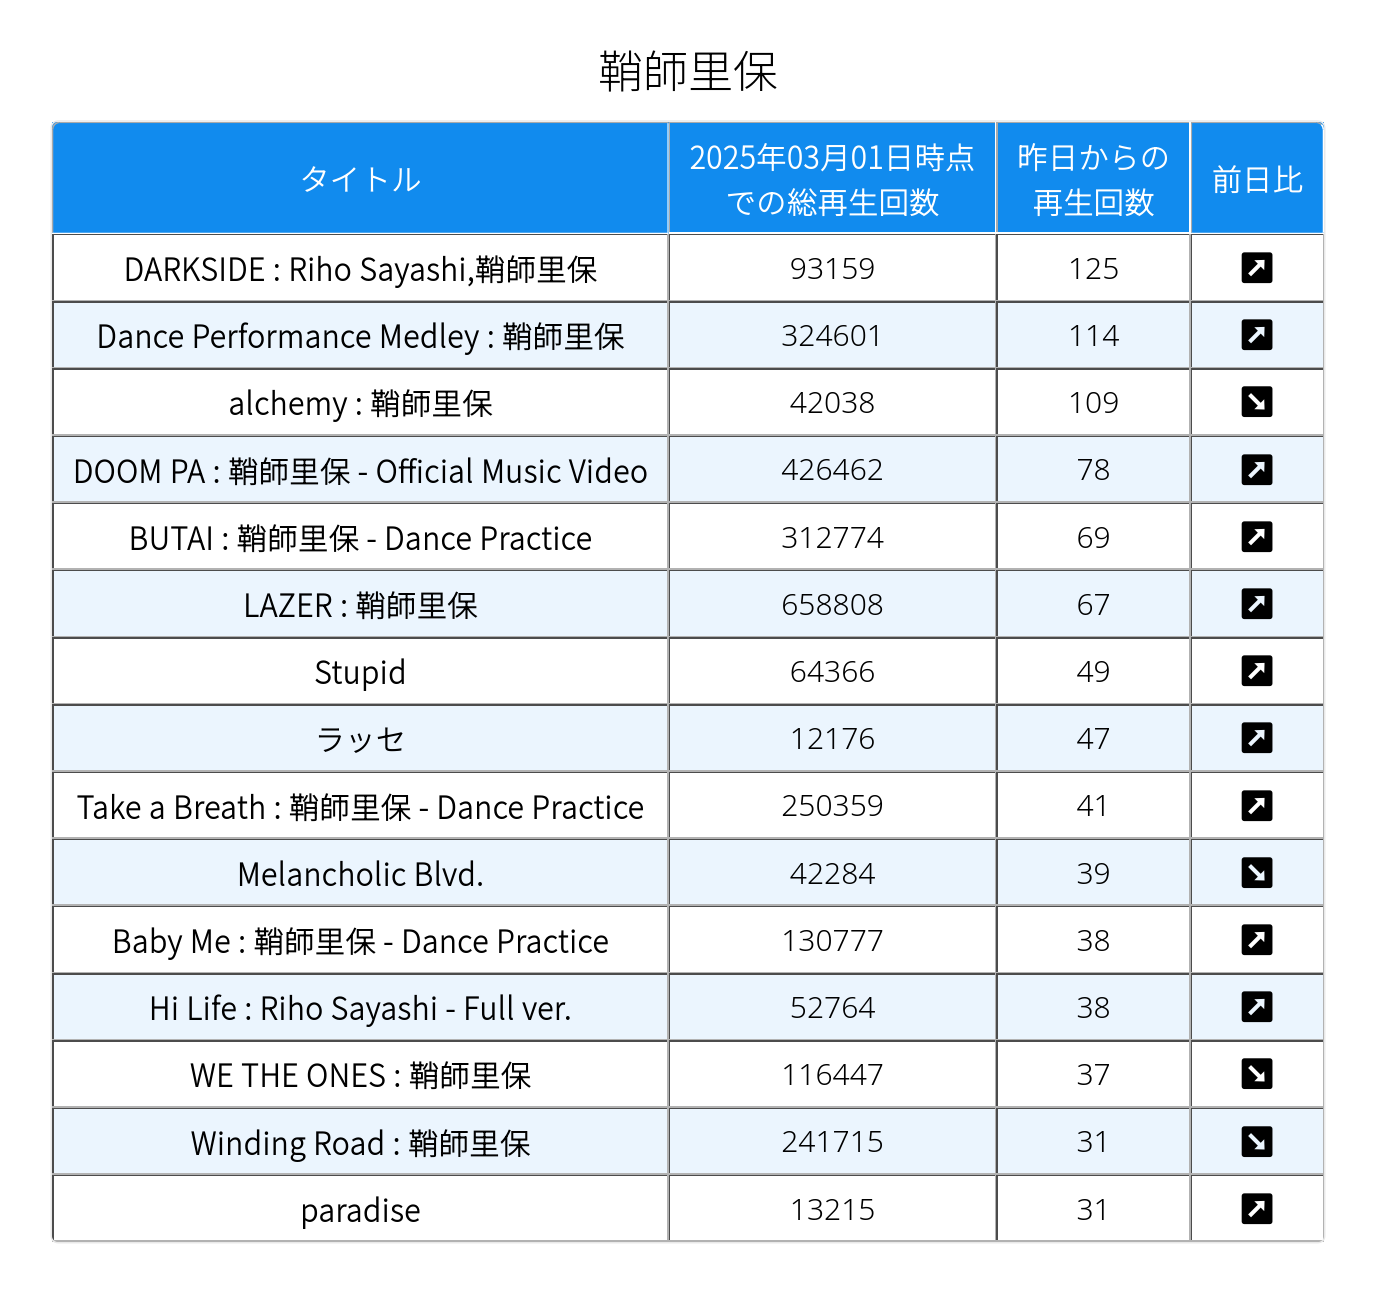 鞘師里保
タイトル
2025年03月01日時点
での総再生回数
昨日からの
再生回数
前日比
DARKSIDE : Riho Sayashi,鞘師里保 93159 125 ↗
Dance Performance Medley : 鞘師里保 324601 114 ↗
alchemy : 鞘師里保 42038 109 ↘
DOOM PA : 鞘師里保 - Official Music Video 426462 78 ↗
BUTAI : 鞘師里保 - Dance Practice 312774 69 ↗
LAZER : 鞘師里保 658808 67 ↗
Stupid 64366 49 ↗
ラッセ 12176 47 ↗
Take a Breath : 鞘師里保 - Dance Practice 250359 41 ↗
Melancholic Blvd. 42284 39 ↘
Baby Me : 鞘師里保 - Dance Practice 130777 38 ↗
Hi Life : Riho Sayashi - Full ver. 52764 38 ↗
WE THE ONES : 鞘師里保 116447 37 ↘
Winding Road : 鞘師里保 241715 31 ↘
paradise 13215 31 ↗